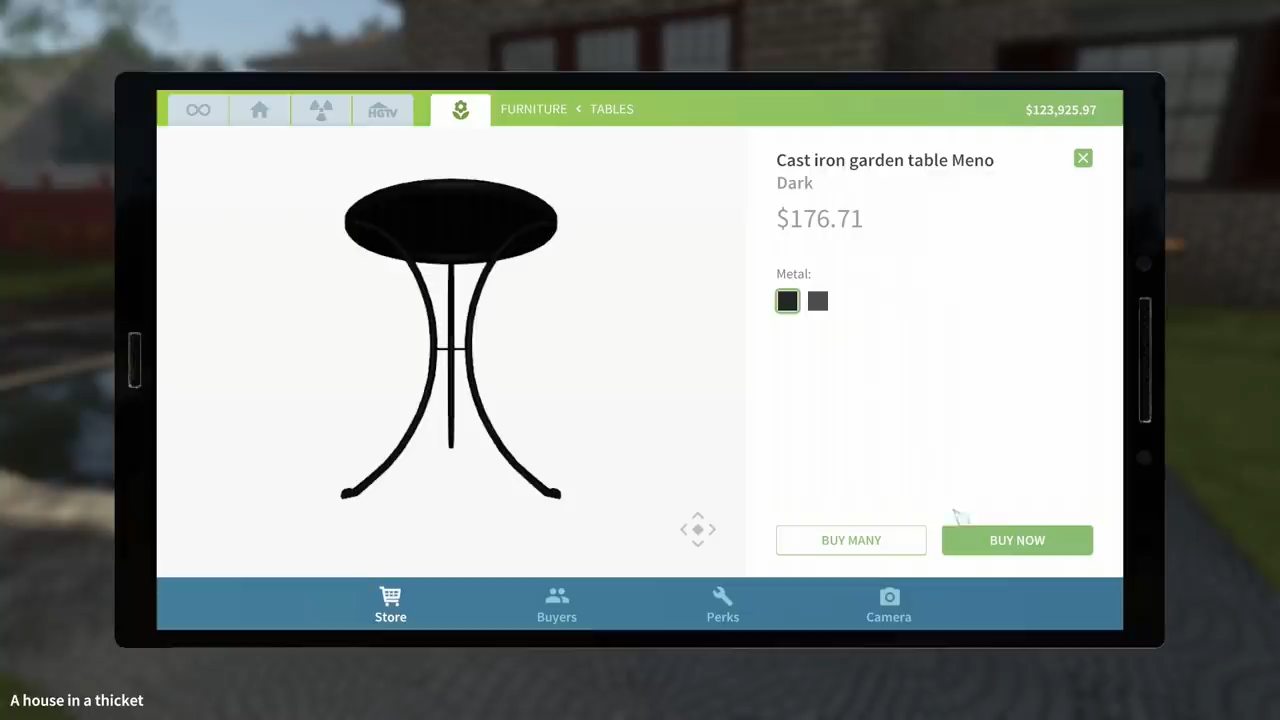 HGTV
FURNITURE < TABLES
$123,925.97
Cast iron garden table Meno
Dark
$176.71
Metal:
BUY MANY
BUY NOW
Store
Buyers
Perks
Camera
A house in a thicket